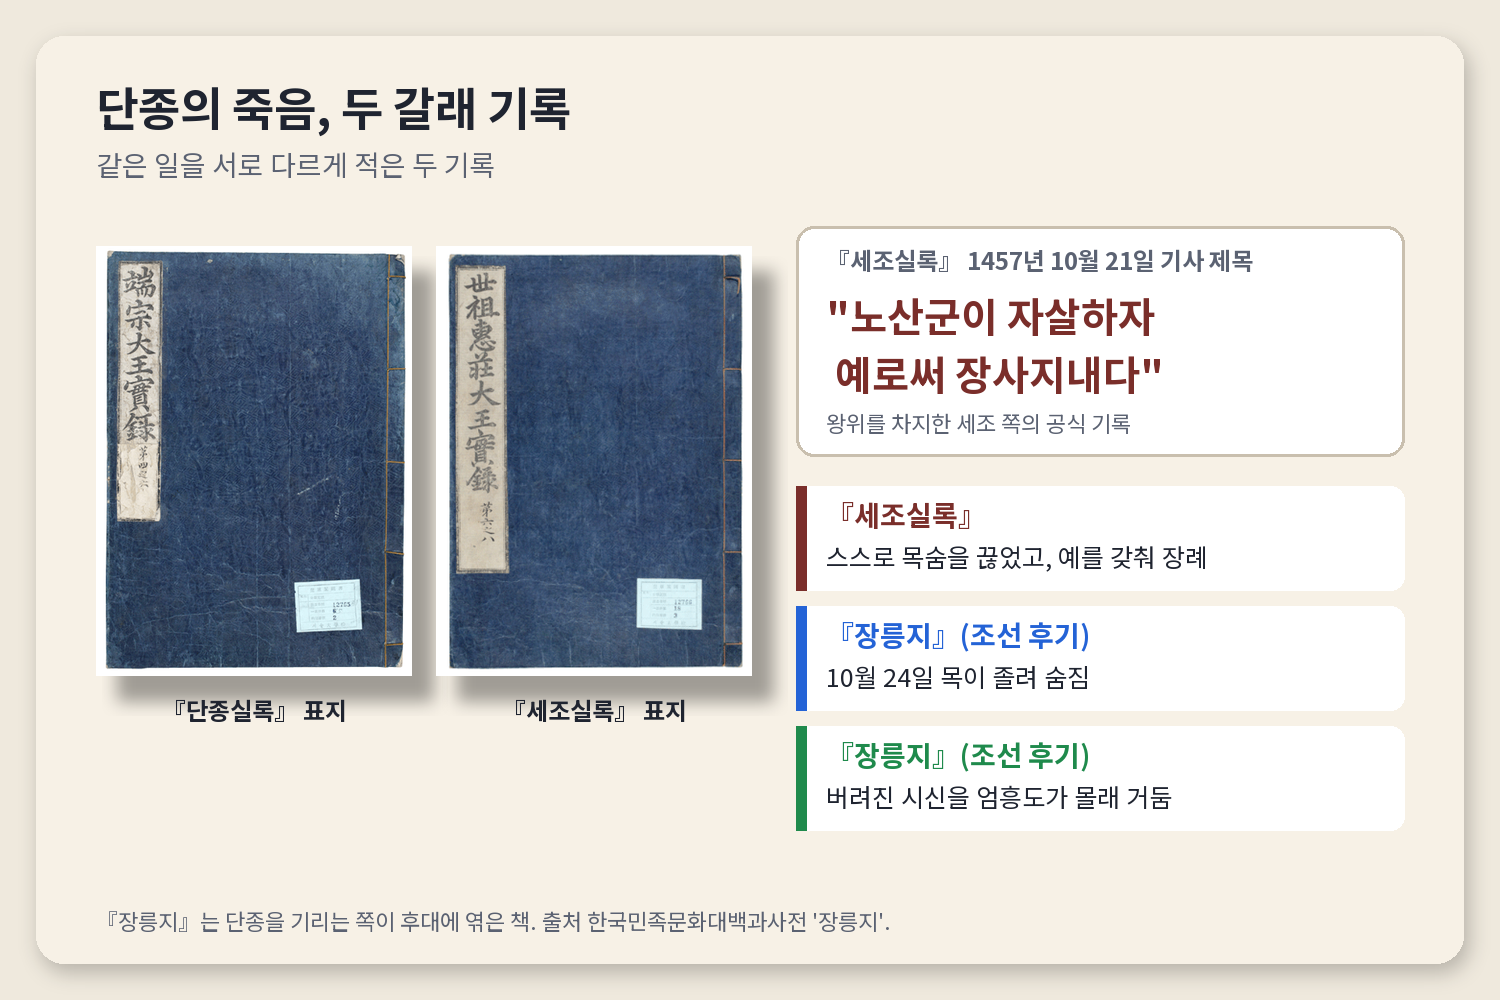 단종의 죽음, 두 갈래 기록
같은 일을 서로 다르게 적은 두 기록
端宗大王實錄
世祖惠莊大王實錄
第六之八
12703
12708
『단종실록』 표지
『세조실록』 표지
『세조실록』 1457년 10월 21일 기사 제목
"노산군이 자살하자
예로써 장사지내다"
왕위를 차지한 세조 쪽의 공식 기록
『세조실록』
스스로 목숨을 끊었고, 예를 갖춰 장례
『장릉지』(조선 후기)
10월 24일 목이 졸려 숨짐
『장릉지』(조선 후기)
버려진 시신을 엄흥도가 몰래 거둠
『장릉지』는 단종을 기리는 쪽이 후대에 엮은 책. 출처 한국민족문화대백과사전 '장릉지'.